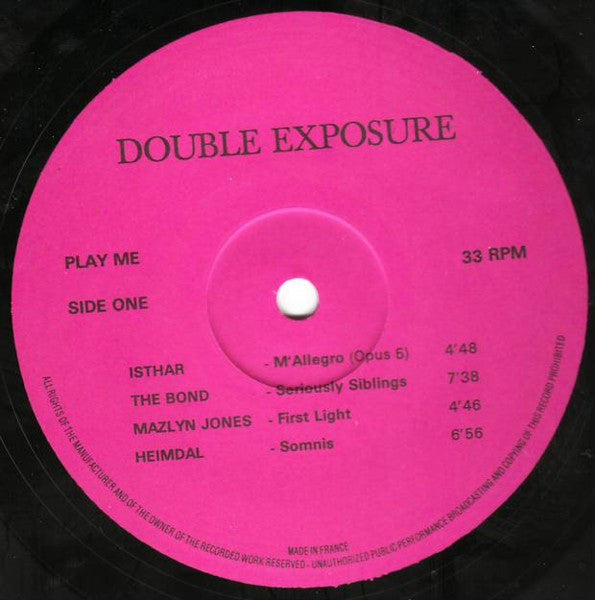 DOUBLE EXPOSURE
PLAY ME
33 RPM
SIDE ONE
ISTHAR - M'Allegro (Opus 6) 4'48
THE BOND - Seriously Siblings 7'38
MAZLYN JONES - First Light 4'46
HEIMDAL - Somnis 6'56
MADE IN FRANCE
ALL RIGHTS OF THE MANUFACTURER AND OF THE OWNER OF THE RECORDED WORK RESERVED - UNAUTHORIZED PUBLIC PERFORMANCE BROADCASTING AND COPYING OF THIS RECORD PROHIBITED